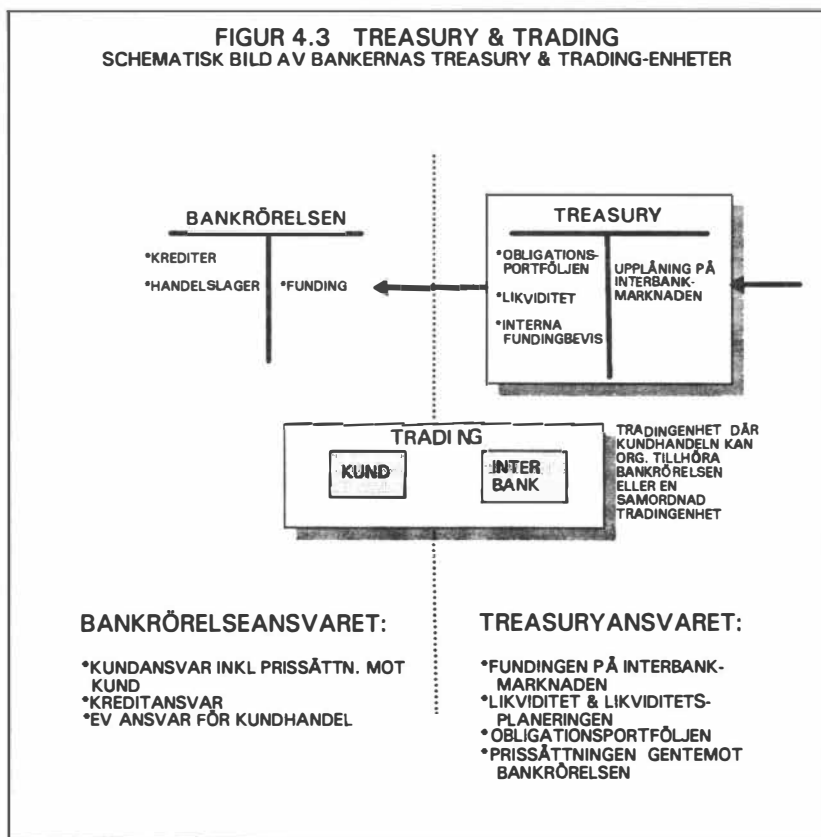 FIGUR 4.3 TREASURY & TRADING
SCHEMATISK BILD AV BANKERNAS TREASURY & TRADING-ENHETER
BANKRÖRELSEN
*KREDITER
*HANDELSLAGER
*FUNDING
TREASURY
*OBLIGATIONS-
PORTFÖLJEN
*LIKVIDITET
*INTERNA
FUNDINGBEVIS
UPPLÅNING PÅ
INTERBANK-
MARKNADEN
TRADING
KUND
INTER
BANK
TRADINGENHET DÄR
KUNDHANDELN KAN
ORG. TILLHÖRA
BANKRÖRELSEN
ELLER EN
SAMORDNAD
TRADINGENHET
BANKRÖRELSEANSVARET:
*KUNDANSVAR INKL PRISSÄTTN. MOT
KUND
*KREDITANSVAR
*EV ANSVAR FÖR KUNDHANDEL
TREASURYANSVARET:
*FUNDINGEN PÅ INTERBANK-
MARKNADEN
*LIKVIDITET & LIKVIDITETS-
PLANERINGEN
*OBLIGATIONSPORTFÖLJEN
*PRISSÄTTNINGEN GENTEMOT
BANKRÖRELSEN